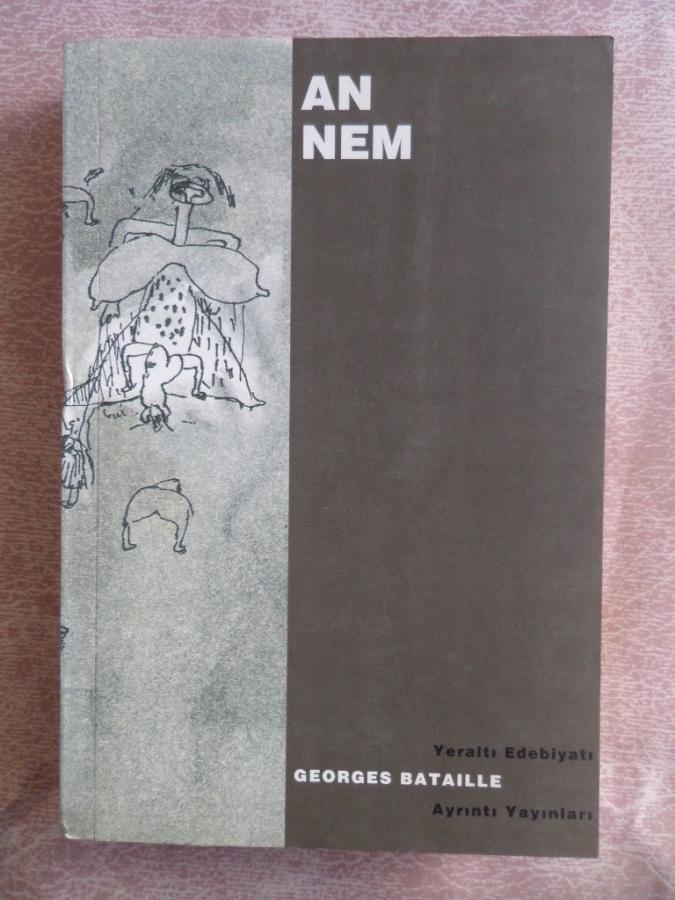 AN
NEM
Yeraltı Edebiyatı
GEORGES BATAILLE
Ayrıntı Yayınları